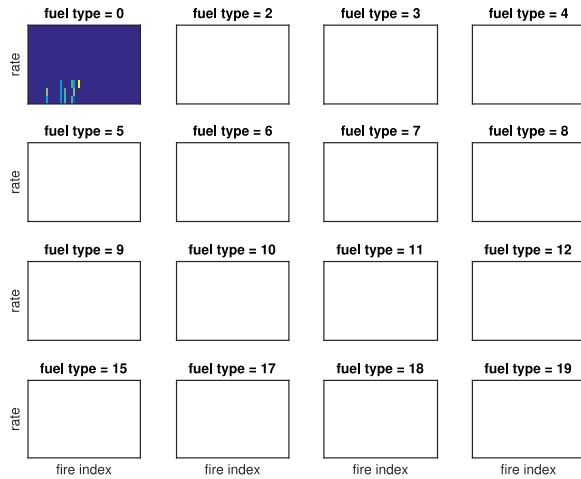 fuel type = 0
fuel type = 2
fuel type = 3
fuel type = 4
rate
fuel type = 5
fuel type = 6
fuel type = 7
fuel type = 8
rate
fuel type = 9
fuel type = 10
fuel type = 11
fuel type = 12
rate
fuel type = 15
fuel type = 17
fuel type = 18
fuel type = 19
rate
fire index
fire index
fire index
fire index